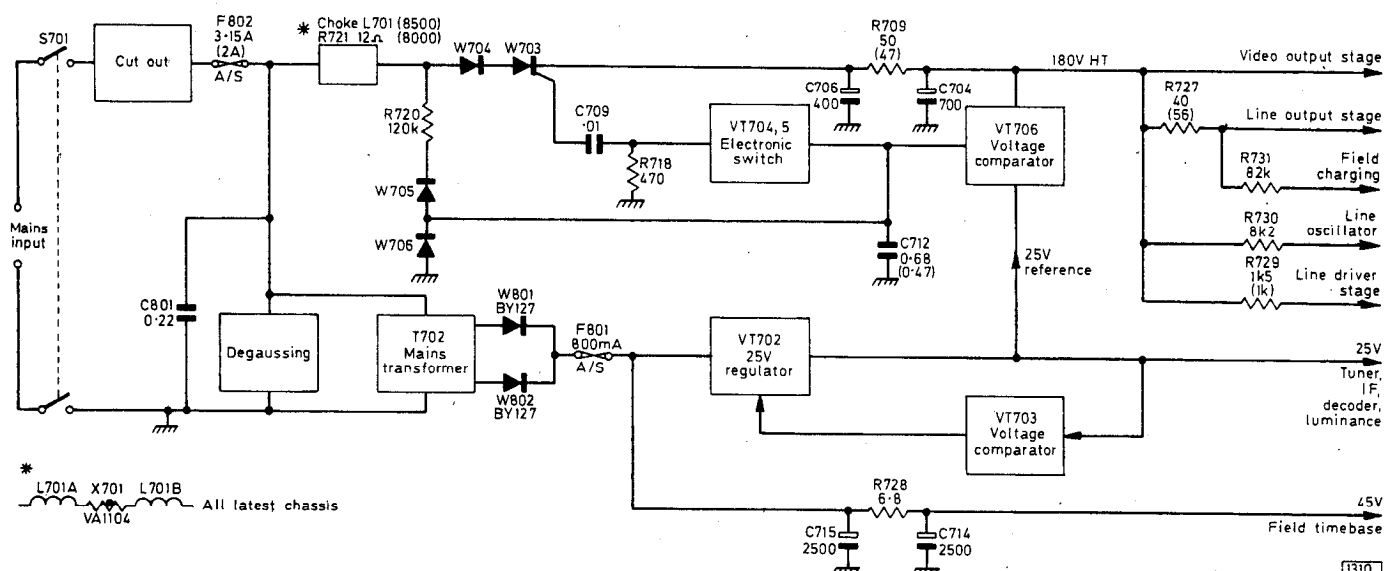 S701
Cut out
F802
3·15A
(2A)
A/S
* Choke L701 (8500)
R721 12Ω (8000)
W704
W703
R709
50
(47)
180V HT
Video output stage
C706
400
C704
700
R727
40
(56)
Line output stage
R720
120k
C709
·01
VT704, 5
Electronic
switch
VT706
Voltage
comparator
R718
470
R731
82k
Field
charging
W705
Mains
input
W706
C712
0·68
(0·47)
25V
reference
R730
8k2
Line
oscillator
R729
1k5
(1k)
Line driver
stage
C801
0·22
Degaussing
T702
Mains
transformer
W801
BY127
F801
800mA
A/S
W802
BY127
VT702
25V
regulator
25V
Tuner,
IF,
decoder,
luminance
VT703
Voltage
comparator
*
L701A X701 L701B All latest chassis
VA1104
R728
6·8
45V
Field timebase
C715
2500
C714
2500
1310